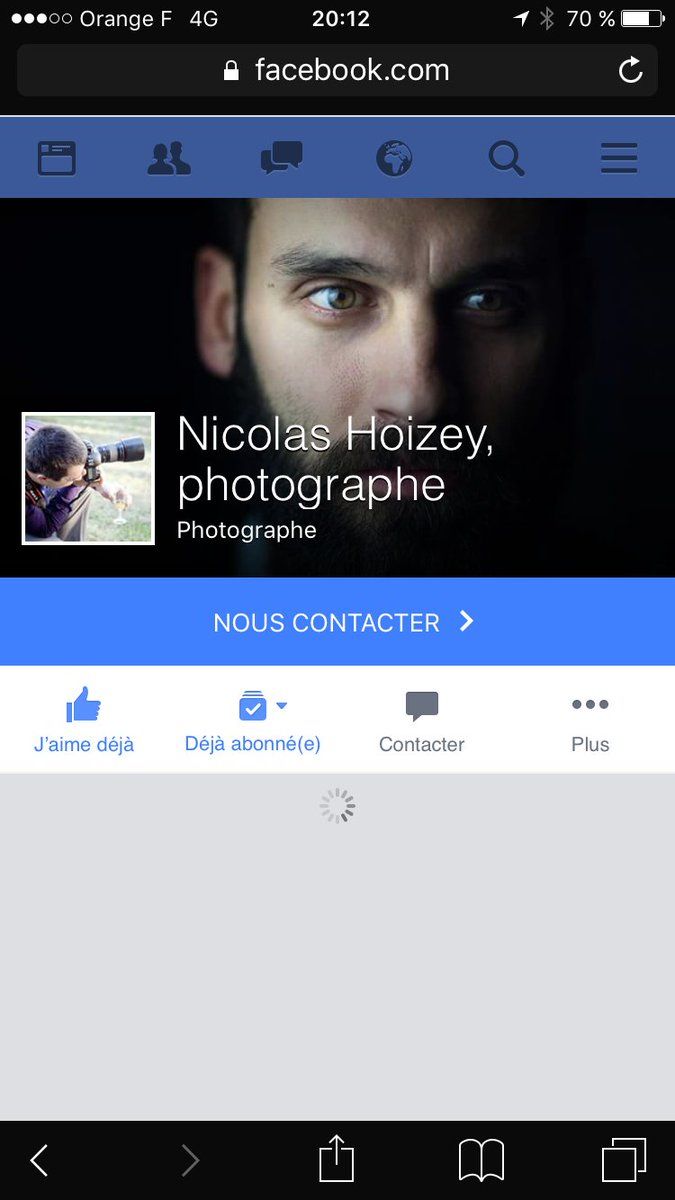 Orange F 4G 20:12 70 %
facebook.com
Nicolas Hoizey,
photographe
Photographe
NOUS CONTACTER
J’aime déjà Déjà abonné(e) Contacter Plus